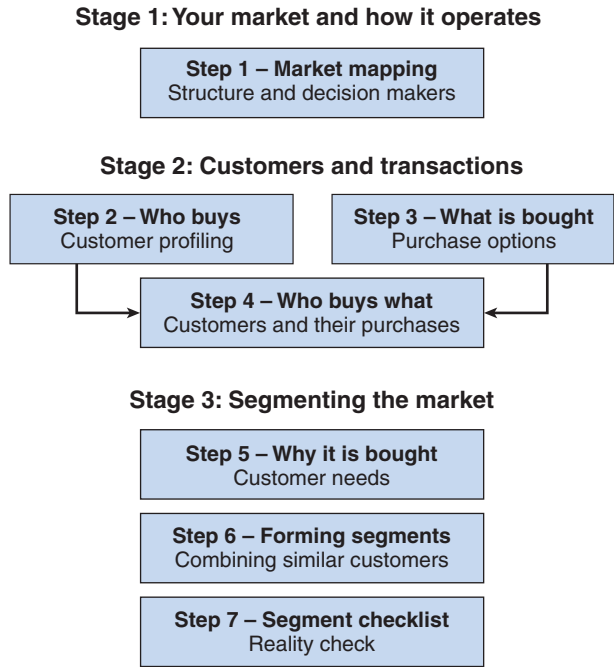 Stage 1: Your market and how it operates
Step 1 – Market mapping
Structure and decision makers
Stage 2: Customers and transactions
Step 2 – Who buys
Customer profiling
Step 3 – What is bought
Purchase options
Step 4 – Who buys what
Customers and their purchases
Stage 3: Segmenting the market
Step 5 – Why it is bought
Customer needs
Step 6 – Forming segments
Combining similar customers
Step 7 – Segment checklist
Reality check